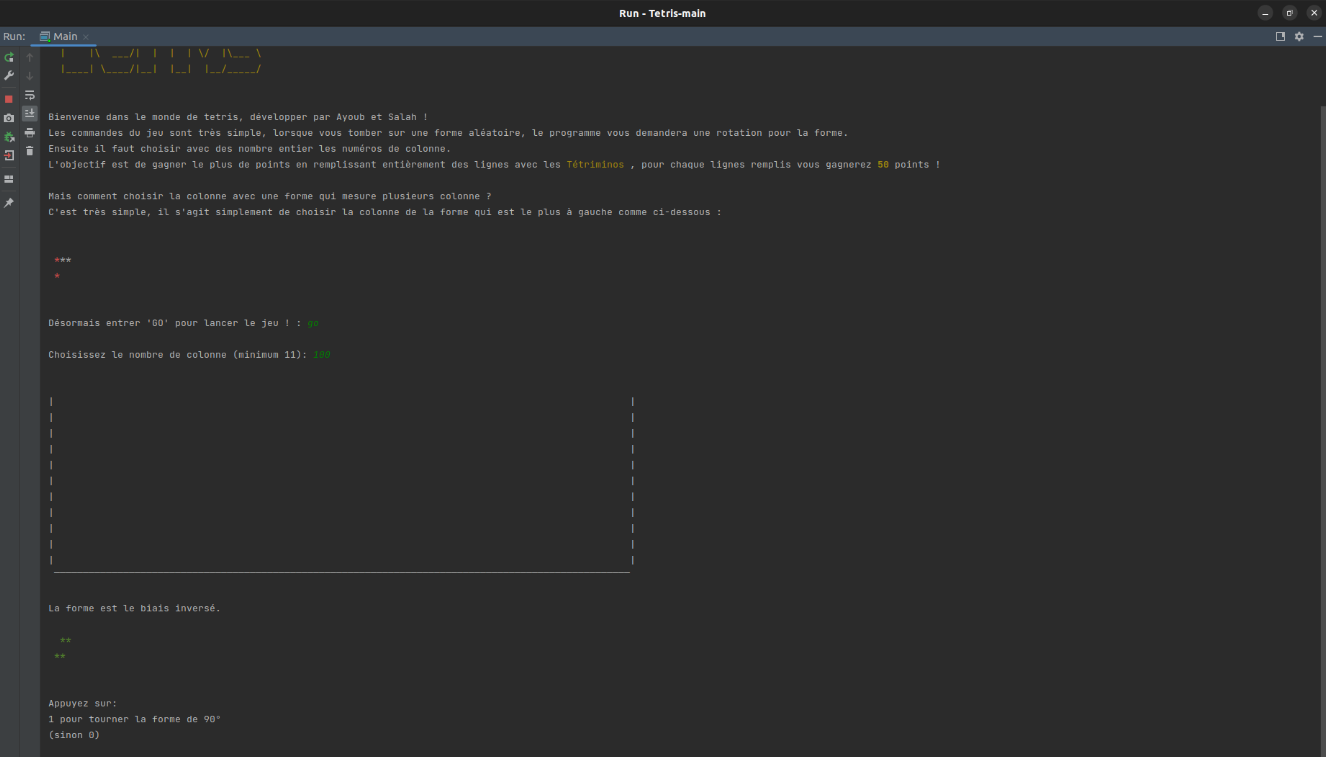 Run - Tetris-main
Run: Main
|    |\  ___/|  |  |  | \/  |\___ \
|____| \____/|__|  |__|  |__/_____/
Bienvenue dans le monde de tetris, développer par Ayoub et Salah !
Les commandes du jeu sont très simple, lorsque vous tomber sur une forme aléatoire, le programme vous demandera une rotation pour la forme.
Ensuite il faut choisir avec des nombre entier les numéros de colonne.
L'objectif est de gagner le plus de points en remplissant entièrement des lignes avec les Tétriminos , pour chaque lignes remplis vous gagnerez 50 points !
Mais comment choisir la colonne avec une forme qui mesure plusieurs colonne ?
C'est très simple, il s'agit simplement de choisir la colonne de la forme qui est le plus à gauche comme ci-dessous :
***
*
Désormais entrer 'GO' pour lancer le jeu ! : go
Choisissez le nombre de colonne (minimum 11): 100
La forme est le biais inversé.
 **
**
Appuyez sur:
1 pour tourner la forme de 90°
(sinon 0)